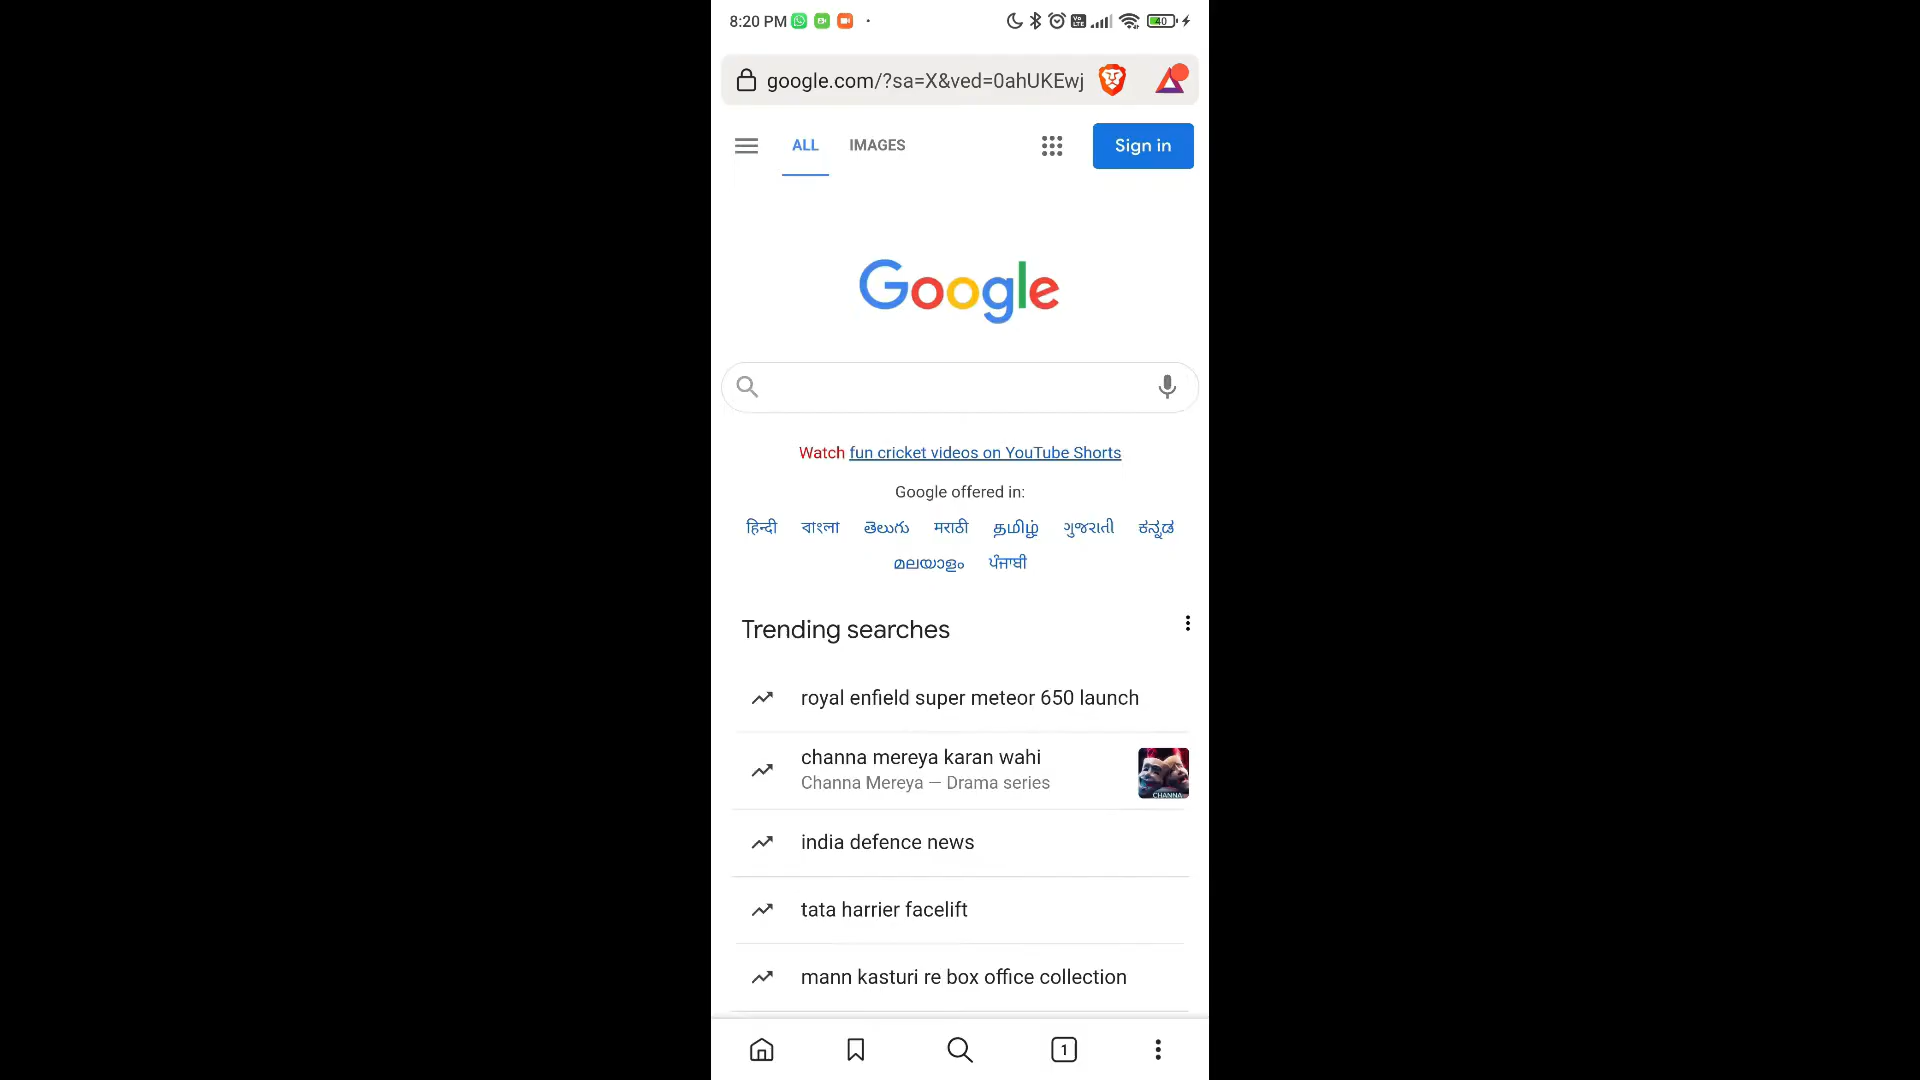 8:20 PM
40
google.com/?sa=X&ved=0ahUKEwj
ALL IMAGES Sign in
Google
Watch fun cricket videos on YouTube Shorts
Google offered in:
हिन्दी বাংলা తెలుగు मराठी தமிழ் ગુજરાતી ಕನ್ನಡ
മലയാളം ਪੰਜਾਬੀ
Trending searches
royal enfield super meteor 650 launch
channa mereya karan wahi
Channa Mereya — Drama series
CHANNA
india defence news
tata harrier facelift
mann kasturi re box office collection
1